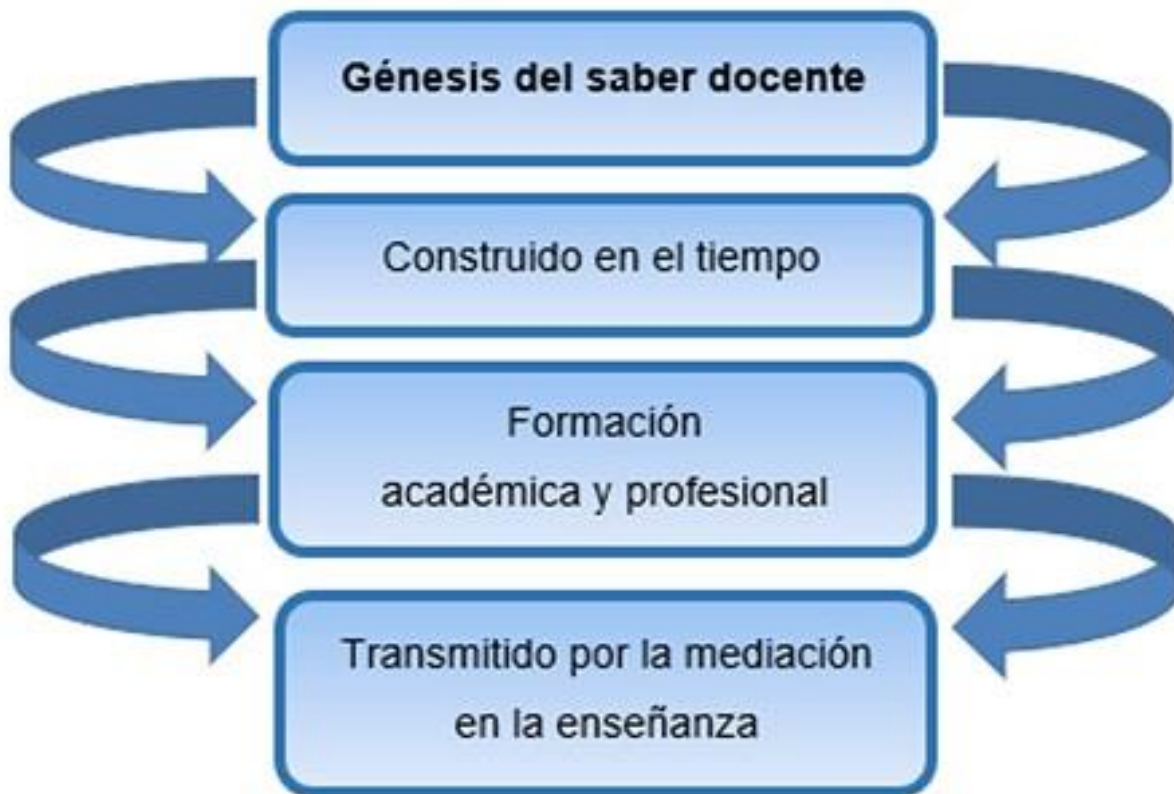 Génesis del saber docente
Construido en el tiempo
Formación
académica y profesional
Transmitido por la mediación
en la enseñanza